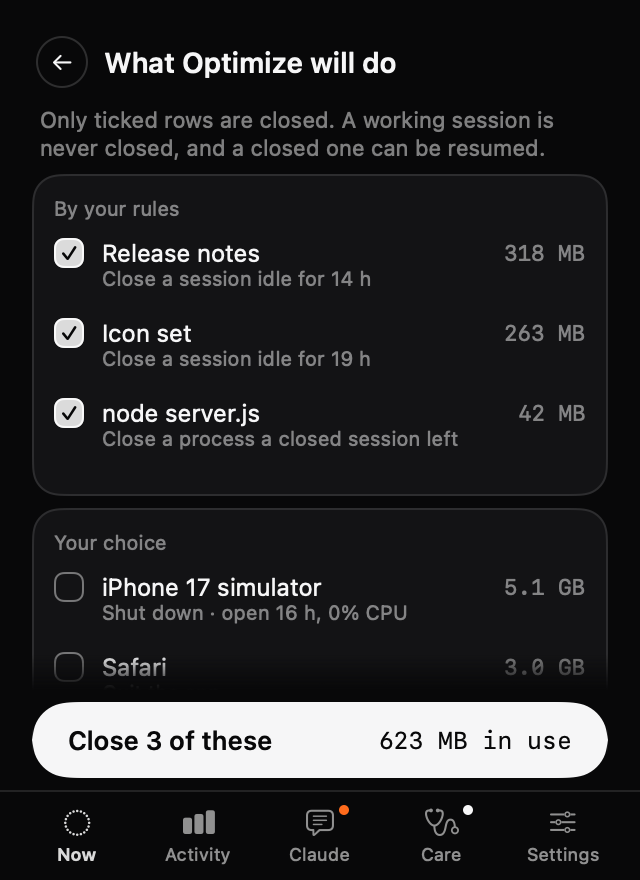 What Optimize will do
Only ticked rows are closed. A working session is
never closed, and a closed one can be resumed.
By your rules
Release notes 318 MB
Close a session idle for 14 h
Icon set 263 MB
Close a session idle for 19 h
node server.js 42 MB
Close a process a closed session left
Your choice
iPhone 17 simulator 5.1 GB
Shut down · open 16 h, 0% CPU
Safari 3.0 GB
Close 3 of these 623 MB in use
Now Activity Claude Care Settings